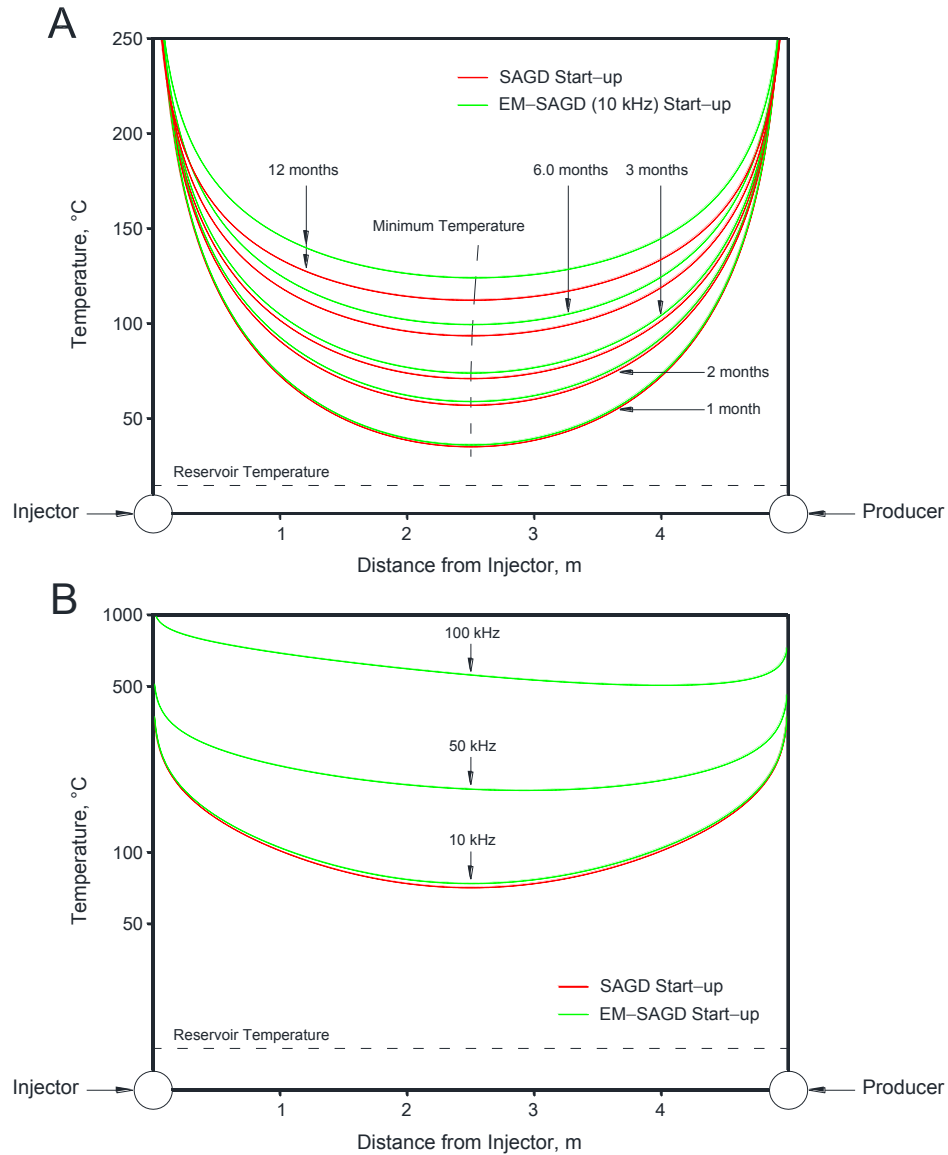 A
250
SAGD Start–up
EM–SAGD (10 kHz) Start–up
200
12 months
6.0 months
3 months
Minimum Temperature
150
Temperature, °C
100
2 months
1 month
50
Reservoir Temperature
Injector
Producer
1 2 3 4
Distance from Injector, m
B
1000
100 kHz
500
50 kHz
Temperature, °C
10 kHz
100
50
SAGD Start–up
EM–SAGD Start–up
Reservoir Temperature
Injector
Producer
1 2 3 4
Distance from Injector, m